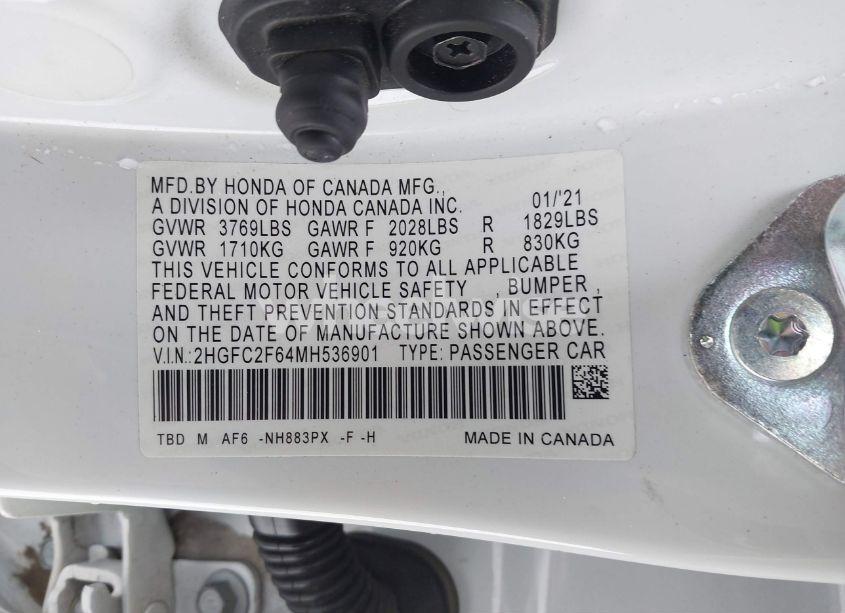 MFD.BY HONDA OF CANADA MFG.,
A DIVISION OF HONDA CANADA INC. 01/'21
GVWR 3769LBS GAWR F 2028LBS R 1829LBS
GVWR 1710KG GAWR F 920KG R 830KG
THIS VEHICLE CONFORMS TO ALL APPLICABLE
FEDERAL MOTOR VEHICLE SAFETY , BUMPER ,
AND THEFT PREVENTION STANDARDS IN EFFECT
ON THE DATE OF MANUFACTURE SHOWN ABOVE.
V.I.N.:2HGFC2F64MH536901 TYPE: PASSENGER CAR
TBD M AF6 -NH883PX -F -H MADE IN CANADA